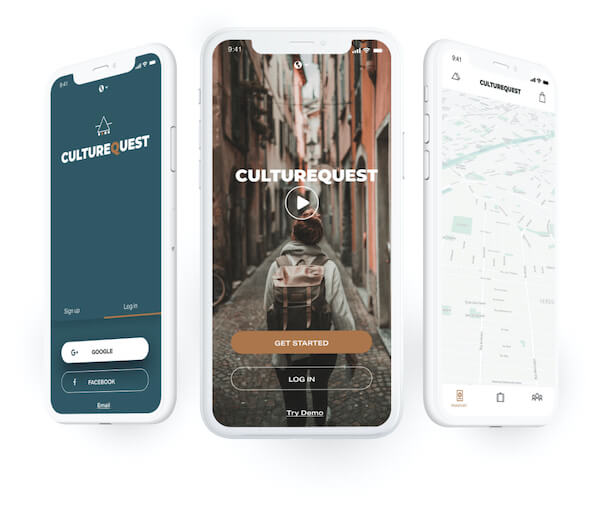 9:41
CULTUREQUEST
Sign up
Log in
G+ GOOGLE
f FACEBOOK
Email
9:41
CULTUREQUEST
GET STARTED
LOG IN
Try Demo
9:41
CULTUREQUEST